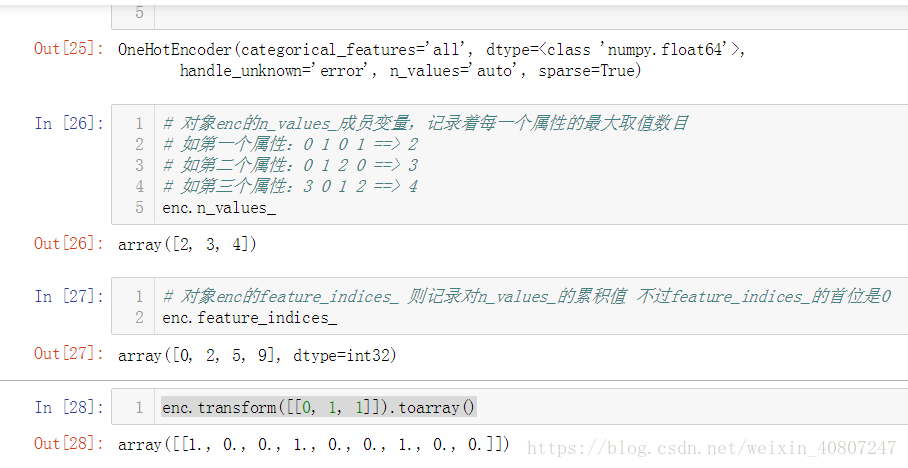 5
Out[25]: OneHotEncoder(categorical_features='all', dtype=<class 'numpy.float64'>,
handle_unknown='error', n_values='auto', sparse=True)
In [26]: 1 # 对象enc的n_values_成员变量，记录着每一个属性的最大取值数目
2 # 如第一个属性：0 1 0 1 ==> 2
3 # 如第二个属性：0 1 2 0 ==> 3
4 # 如第三个属性：3 0 1 2 ==> 4
5 enc.n_values_
Out[26]: array([2, 3, 4])
In [27]: 1 # 对象enc的feature_indices_ 则记录对n_values_的累积值 不过feature_indices_的首位是0
2 enc.feature_indices_
Out[27]: array([0, 2, 5, 9], dtype=int32)
In [28]: 1 enc.transform([[0, 1, 1]]).toarray()
Out[28]: array([[1., 0., 0., 1., 0., 0., 1., 0., 0.]])
https://blog.csdn.net/weixin_40807247